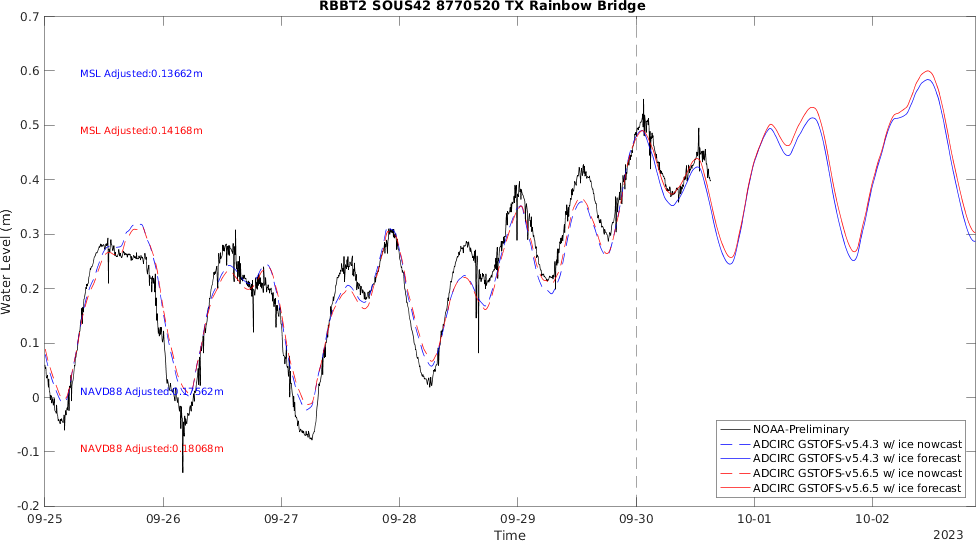 RBBT2 SOUS42 8770520 TX Rainbow Bridge
0.7
0.6
0.5
0.4
0.3
0.2
0.1
0
-0.1
-0.2
Water Level (m)
MSL Adjusted:0.13662m
MSL Adjusted:0.14168m
NAVD88 Adjusted:0.17562m
NAVD88 Adjusted:0.18068m
NOAA-Preliminary
ADCIRC GSTOFS-v5.4.3 w/ ice nowcast
ADCIRC GSTOFS-v5.4.3 w/ ice forecast
ADCIRC GSTOFS-v5.6.5 w/ ice nowcast
ADCIRC GSTOFS-v5.6.5 w/ ice forecast
09-25 09-26 09-27 09-28 09-29 09-30 10-01 10-02
Time
2023